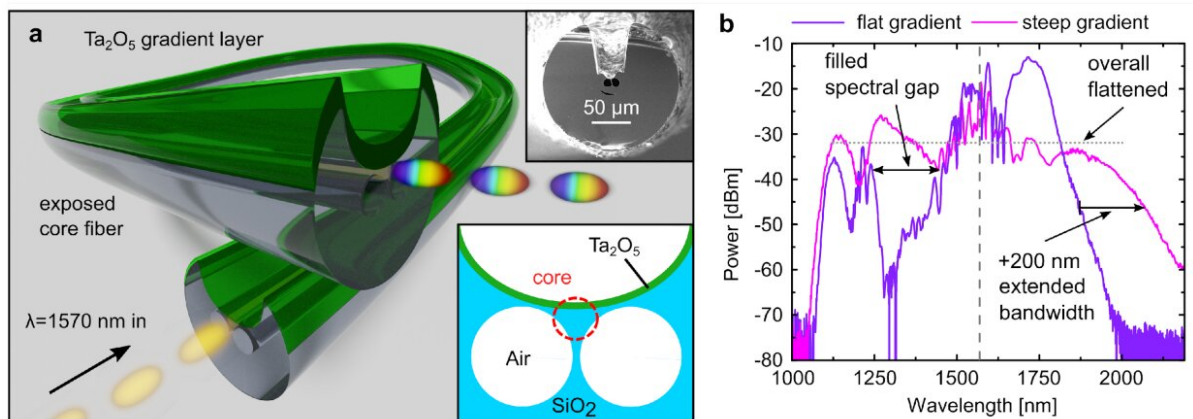 a
Ta₂O₅ gradient layer
50 μm
exposed
core fiber
λ=1570 nm in
Ta₂O₅
core
Air
SiO₂
b
flat gradient
steep gradient
filled
spectral gap
overall
flattened
+200 nm
extended
bandwidth
Power [dBm]
-10
-20
-30
-40
-50
-60
-70
-80
1000 1250 1500 1750 2000
Wavelength [nm]